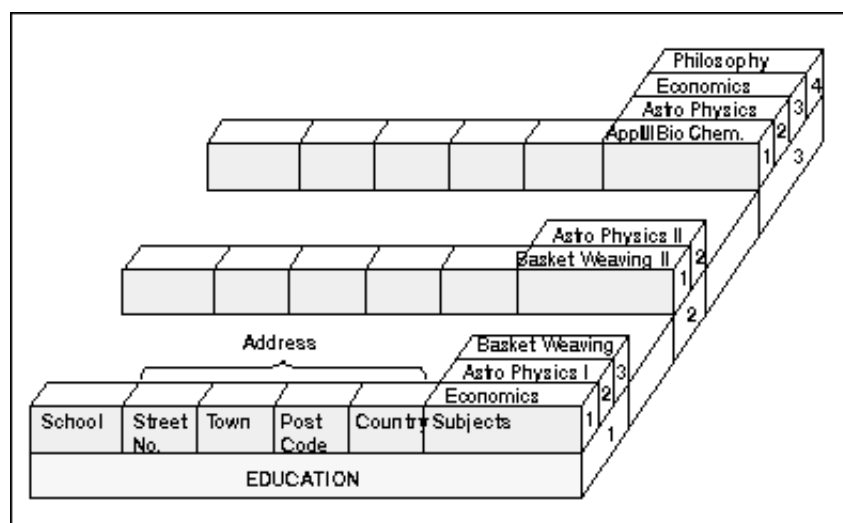 Philosophy
Economics 4
Astro Physics 3
Appl II Bio Chem. 2
1
3
Astro Physics II
Basket Weaving II 2
1
2
Address
Basket Weaving
Astro Physics I 3
Economics 2
School Street No. Town Post Code Country Subjects 1
1
EDUCATION